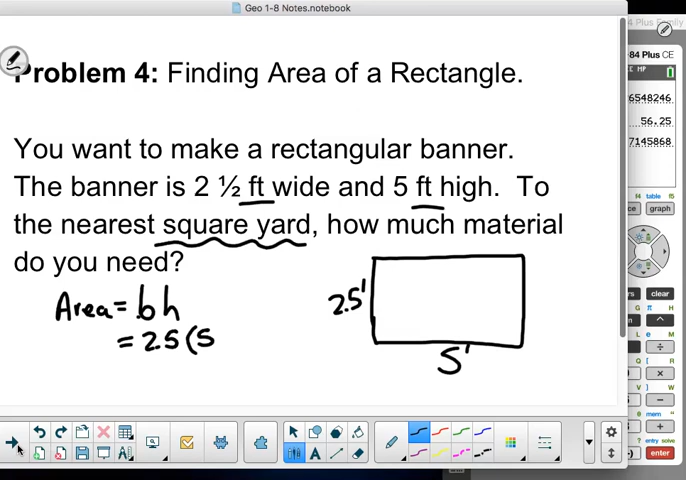 Geo 1-8 Notes.notebook
Problem 4: Finding Area of a Rectangle.
You want to make a rectangular banner.
The banner is 2 ½ ft wide and 5 ft high. To
the nearest square yard, how much material
do you need?
Area = bh
= 2.5 (5
2.5'
5'
84 Plus CE
6548246
56.25
7145868
f4 table f5
graph
clear
enter